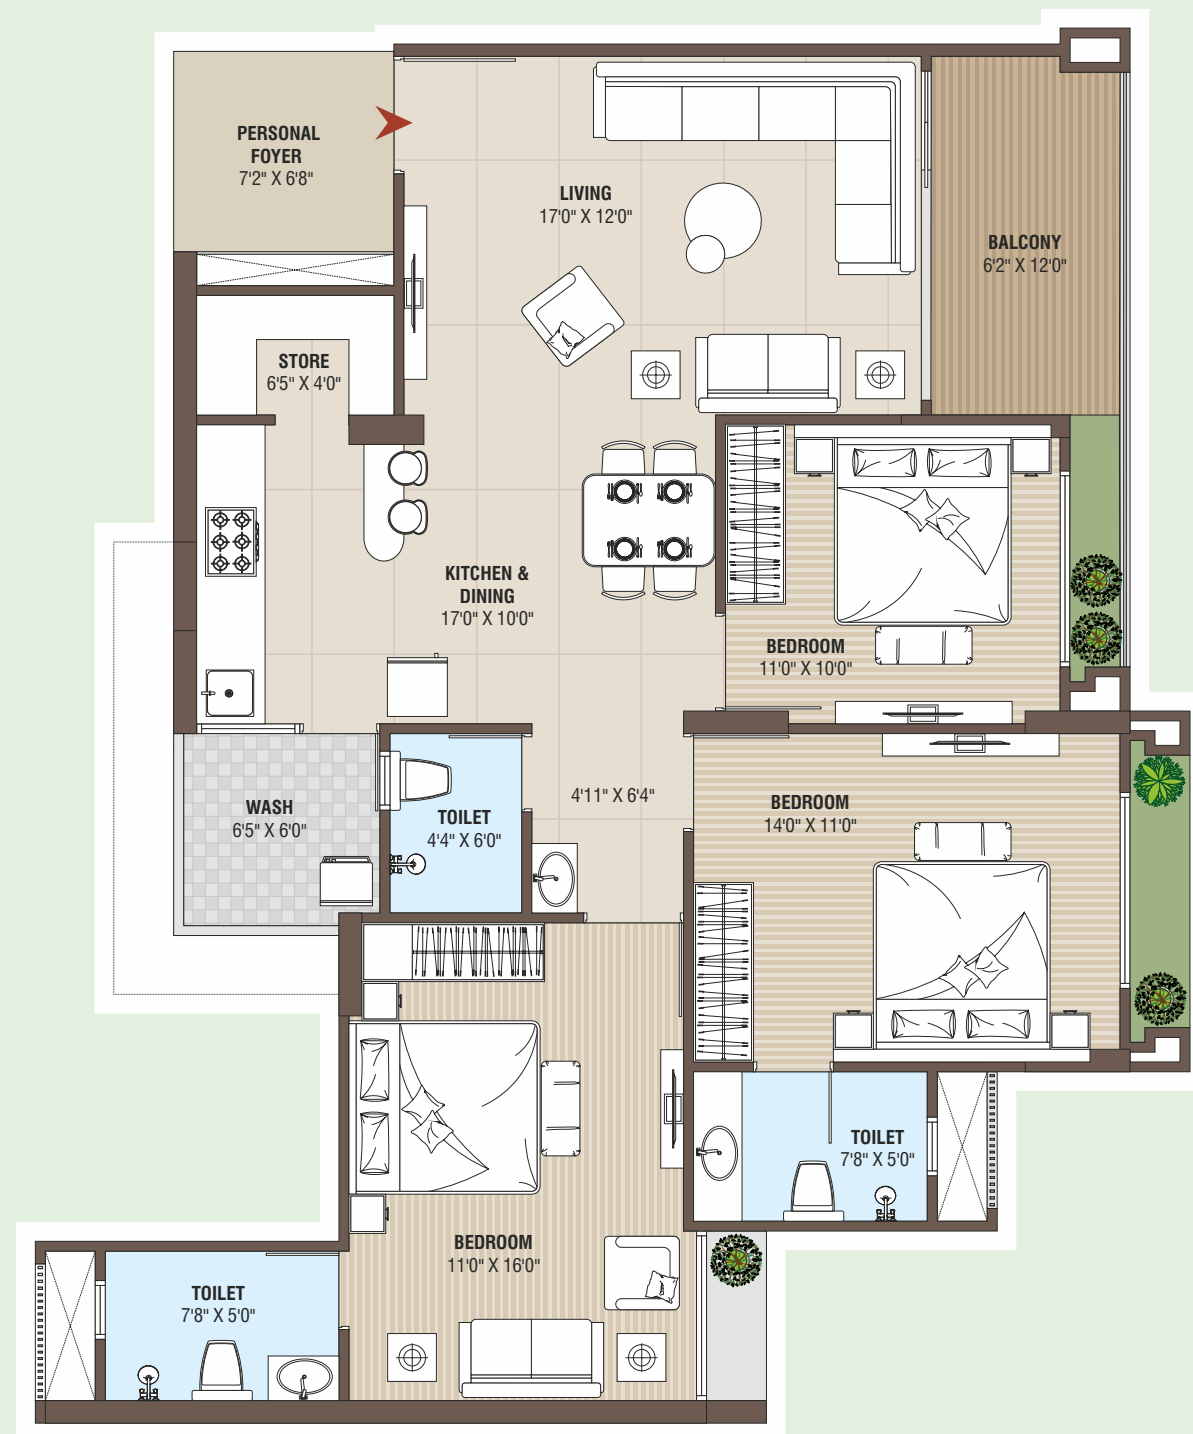 PERSONAL
FOYER
7'2" X 6'8"
LIVING
17'0" X 12'0"
BALCONY
6'2" X 12'0"
STORE
6'5" X 4'0"
KITCHEN &
DINING
17'0" X 10'0"
BEDROOM
11'0" X 10'0"
WASH
6'5" X 6'0"
TOILET
4'4" X 6'0"
4'11" X 6'4"
BEDROOM
14'0" X 11'0"
TOILET
7'8" X 5'0"
BEDROOM
11'0" X 16'0"
TOILET
7'8" X 5'0"